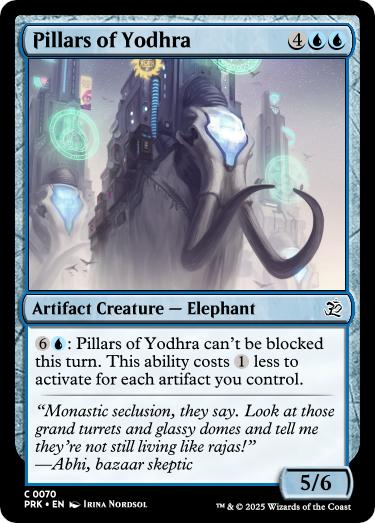 Pillars of Yodhra 4
Artifact Creature — Elephant
6: Pillars of Yodhra can't be blocked
this turn. This ability costs 1 less to
activate for each artifact you control.
“Monastic seclusion, they say. Look at those
grand turrets and glassy domes and tell me
they're not still living like rajas!”
—Abhi, bazaar skeptic
5/6
C 0070
PRK • EN Irina Nordsol
™ & © 2025 Wizards of the Coast